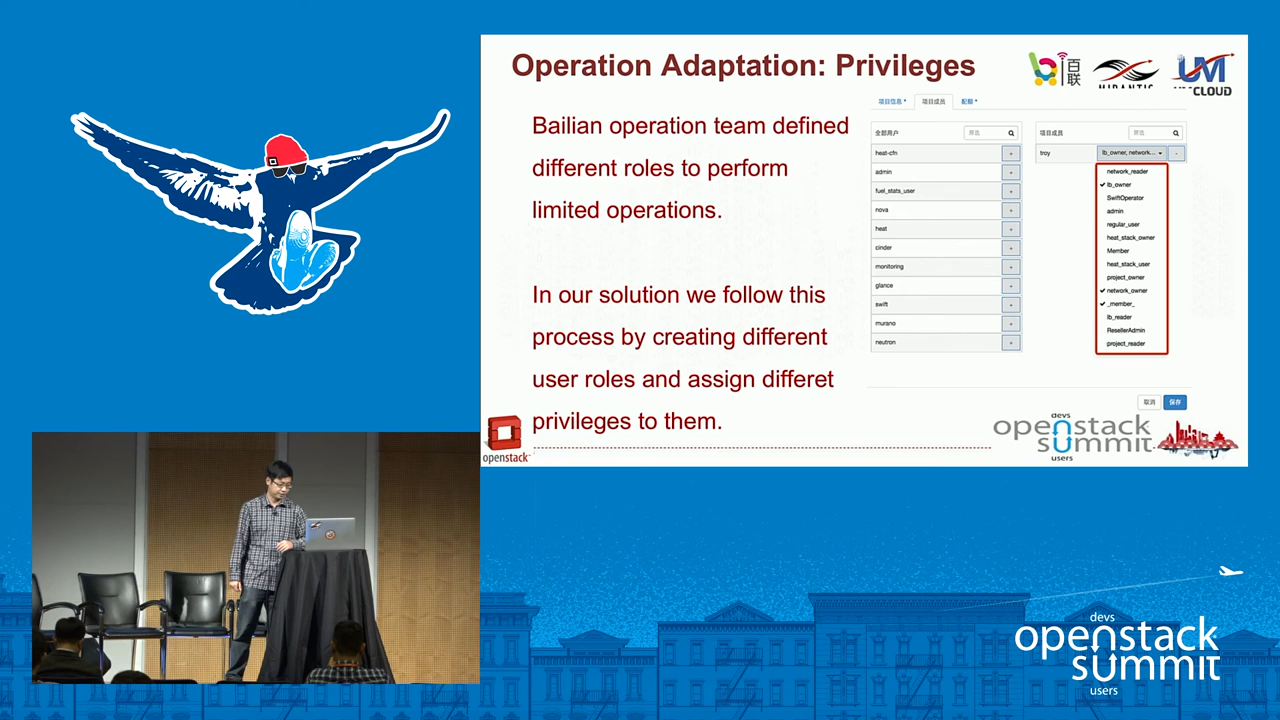 Operation Adaptation: Privileges
百联
MIRANTIS
UM
UMCLOUD
Bailian operation team defined
different roles to perform
limited operations.
In our solution we follow this
process by creating different
user roles and assign differet
privileges to them.
项目信息 * 项目成员 配额 *
全部用户 筛选
heat-cfn +
admin +
fuel_stats_user +
nova +
heat +
cinder +
monitoring +
glance +
swift +
murano +
neutron +
项目成员 筛选
troy lb_owner, network... -
network_reader
lb_owner
SwiftOperator
admin
regular_user
heat_stack_owner
Member
heat_stack_user
project_owner
network_owner
_member_
lb_reader
ResellerAdmin
project_reader
取消 保存
openstack
devs
openstack
summit
users
devs
openstack
summit
users